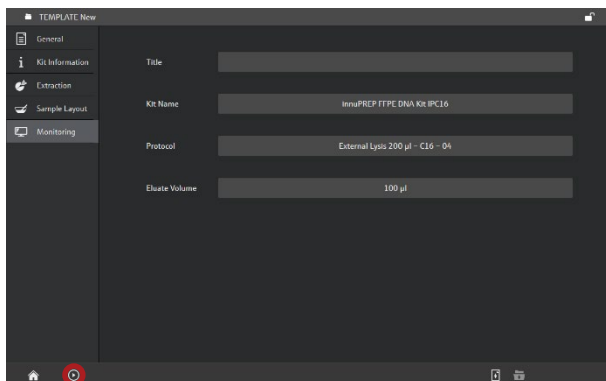 TEMPLATE New
General
Kit Information
Extraction
Sample Layout
Monitoring
Title
Kit Name
InnuPREP FFPE DNA Kit IPC16
Protocol
External Lysis 200 µl – C16 – 04
Eluate Volume
100 µl